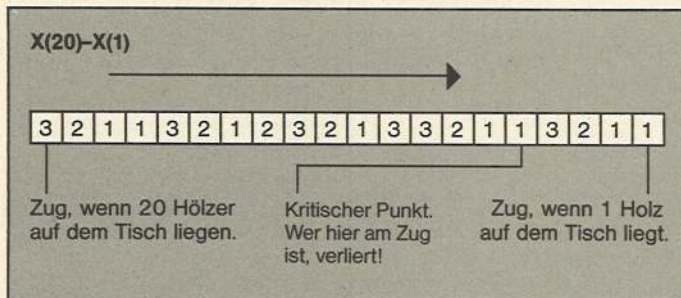 X(20)–X(1)
3 2 1 1 3 2 1 2 3 2 1 3 3 2 1 1 3 2 1 1
Zug, wenn 20 Hölzer
auf dem Tisch liegen.
Kritischer Punkt.
Wer hier am Zug
ist, verliert!
Zug, wenn 1 Holz
auf dem Tisch liegt.